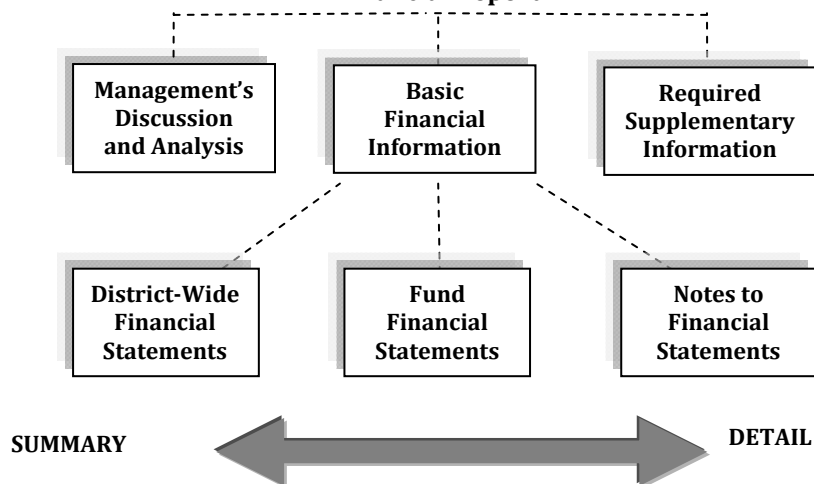 Management's
Discussion
and Analysis
Basic
Financial
Information
Required
Supplementary
Information
District-Wide
Financial
Statements
Fund
Financial
Statements
Notes to
Financial
Statements
SUMMARY
DETAIL